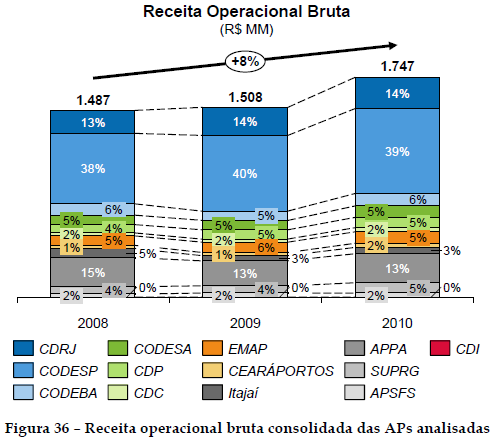 Receita Operacional Bruta
(R$ MM)
+8%
1.487 1.508 1.747
13% 14% 14%
38% 40% 39%
6% 5% 6%
5% 5% 5%
4% 5% 5%
2% 2% 2%
5% 6% 5%
1% 1% 2%
5% 3% 3%
15% 13% 13%
4% 0% 4% 0% 5% 0%
2% 2% 2%
2008 2009 2010
CDRJ CODESA EMAP APPA CDI
CODESP CDP CEARÁPORTOS SUPRG
CODEBA CDC Itajaí APSFS
Figura 36 – Receita operacional bruta consolidada das APs analisadas